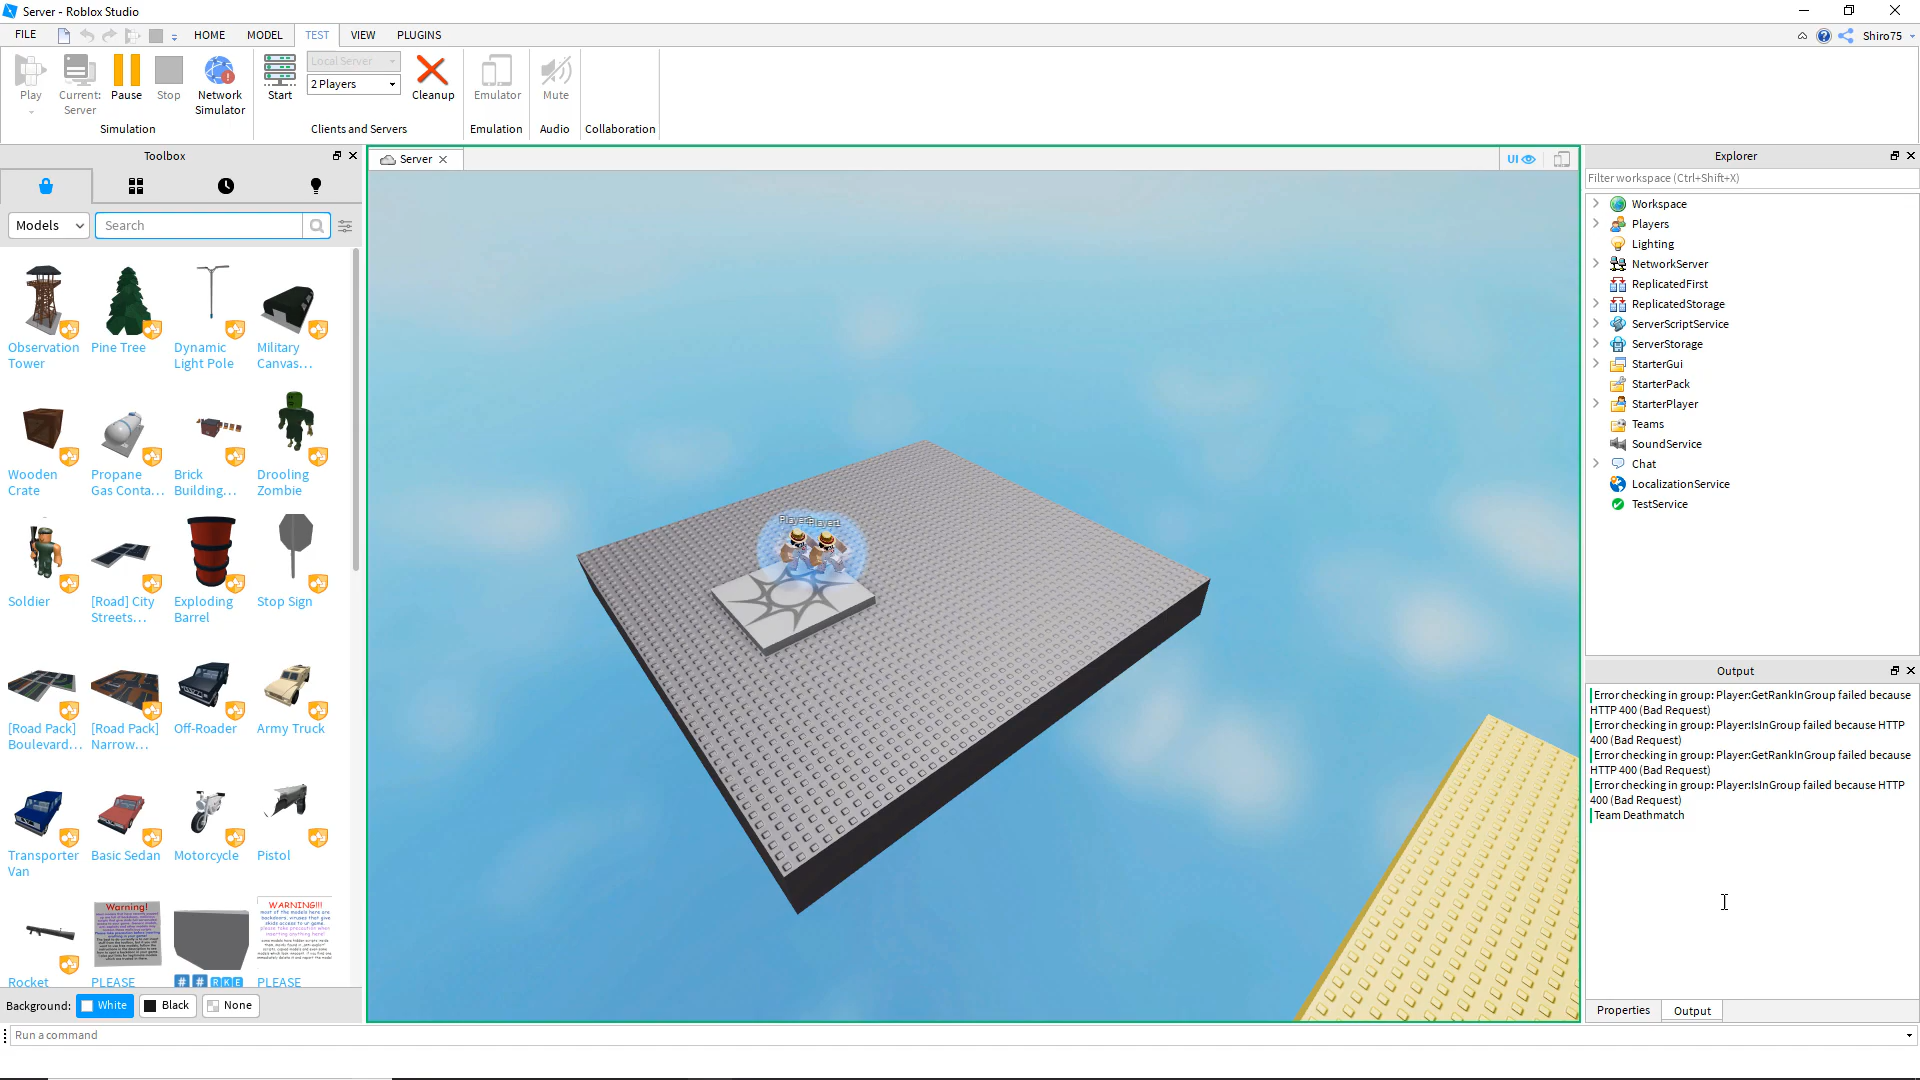 Server - Roblox Studio
FILE
HOME
MODEL
TEST
VIEW
PLUGINS
Shiro75
Play
Current:
Server
Pause
Stop
Network
Simulator
Simulation
Start
Local Server
2 Players
Cleanup
Clients and Servers
Emulator
Emulation
Mute
Audio
Collaboration
Toolbox
Models
Search
Observation
Tower
Pine Tree
Dynamic
Light Pole
Military
Canvas...
Wooden
Crate
Propane
Gas Conta...
Brick
Building...
Drooling
Zombie
Soldier
[Road] City
Streets...
Exploding
Barrel
Stop Sign
[Road Pack]
Boulevard...
[Road Pack]
Narrow...
Off-Roader
Army Truck
Transporter
Van
Basic Sedan
Motorcycle
Pistol
Warning!
WARNING!!!
Rocket
PLEASE
# # R K E
PLEASE
Background:
White
Black
None
Run a command
Server
UI
Player1
Explorer
Filter workspace (Ctrl+Shift+X)
Workspace
Players
Lighting
NetworkServer
ReplicatedFirst
ReplicatedStorage
ServerScriptService
ServerStorage
StarterGui
StarterPack
StarterPlayer
Teams
SoundService
Chat
LocalizationService
TestService
Output
Error checking in group: Player:GetRankInGroup failed because
HTTP 400 (Bad Request)
Error checking in group: Player:IsInGroup failed because HTTP
400 (Bad Request)
Error checking in group: Player:GetRankInGroup failed because
HTTP 400 (Bad Request)
Error checking in group: Player:IsInGroup failed because HTTP
400 (Bad Request)
Team Deathmatch
Properties
Output